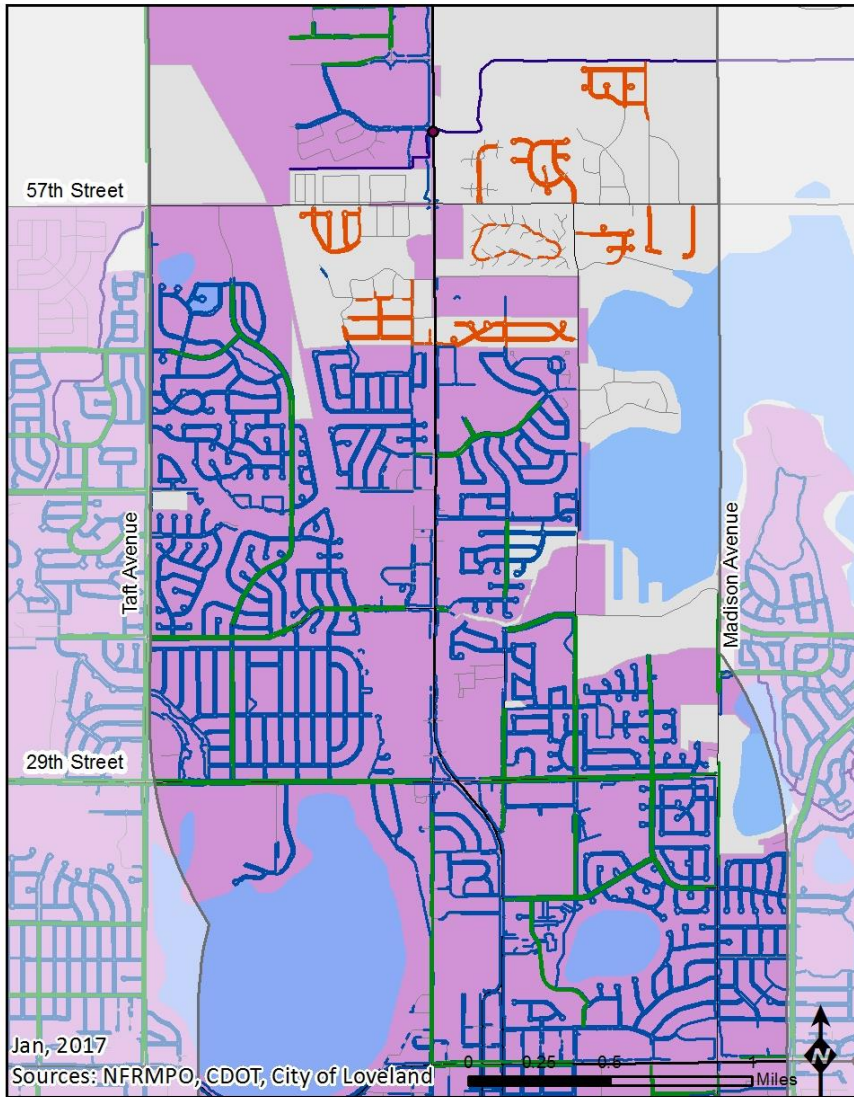 57th Street
Taft Avenue
Madison Avenue
29th Street
Jan, 2017
Sources: NFRMPO, CDOT, City of Loveland
0 0.25 0.5 1
Miles
N